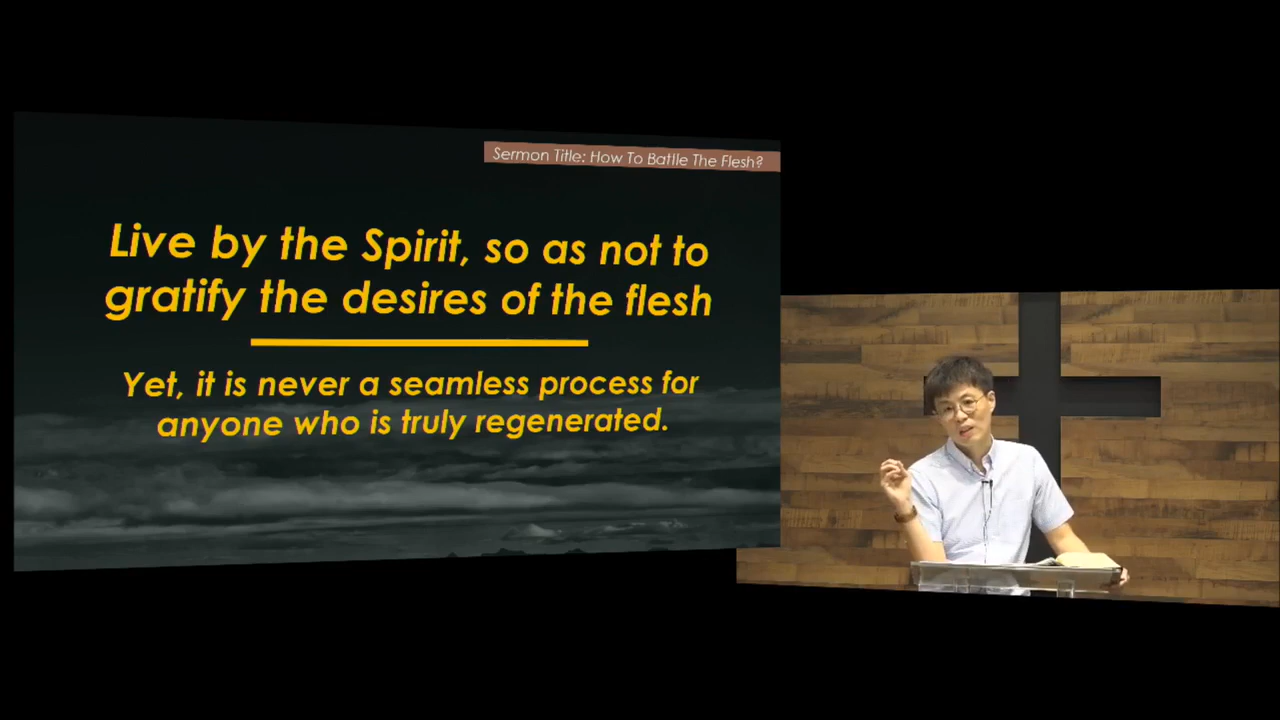 Sermon Title: How To Battle The Flesh?
Live by the Spirit, so as not to
gratify the desires of the flesh
Yet, it is never a seamless process for
anyone who is truly regenerated.